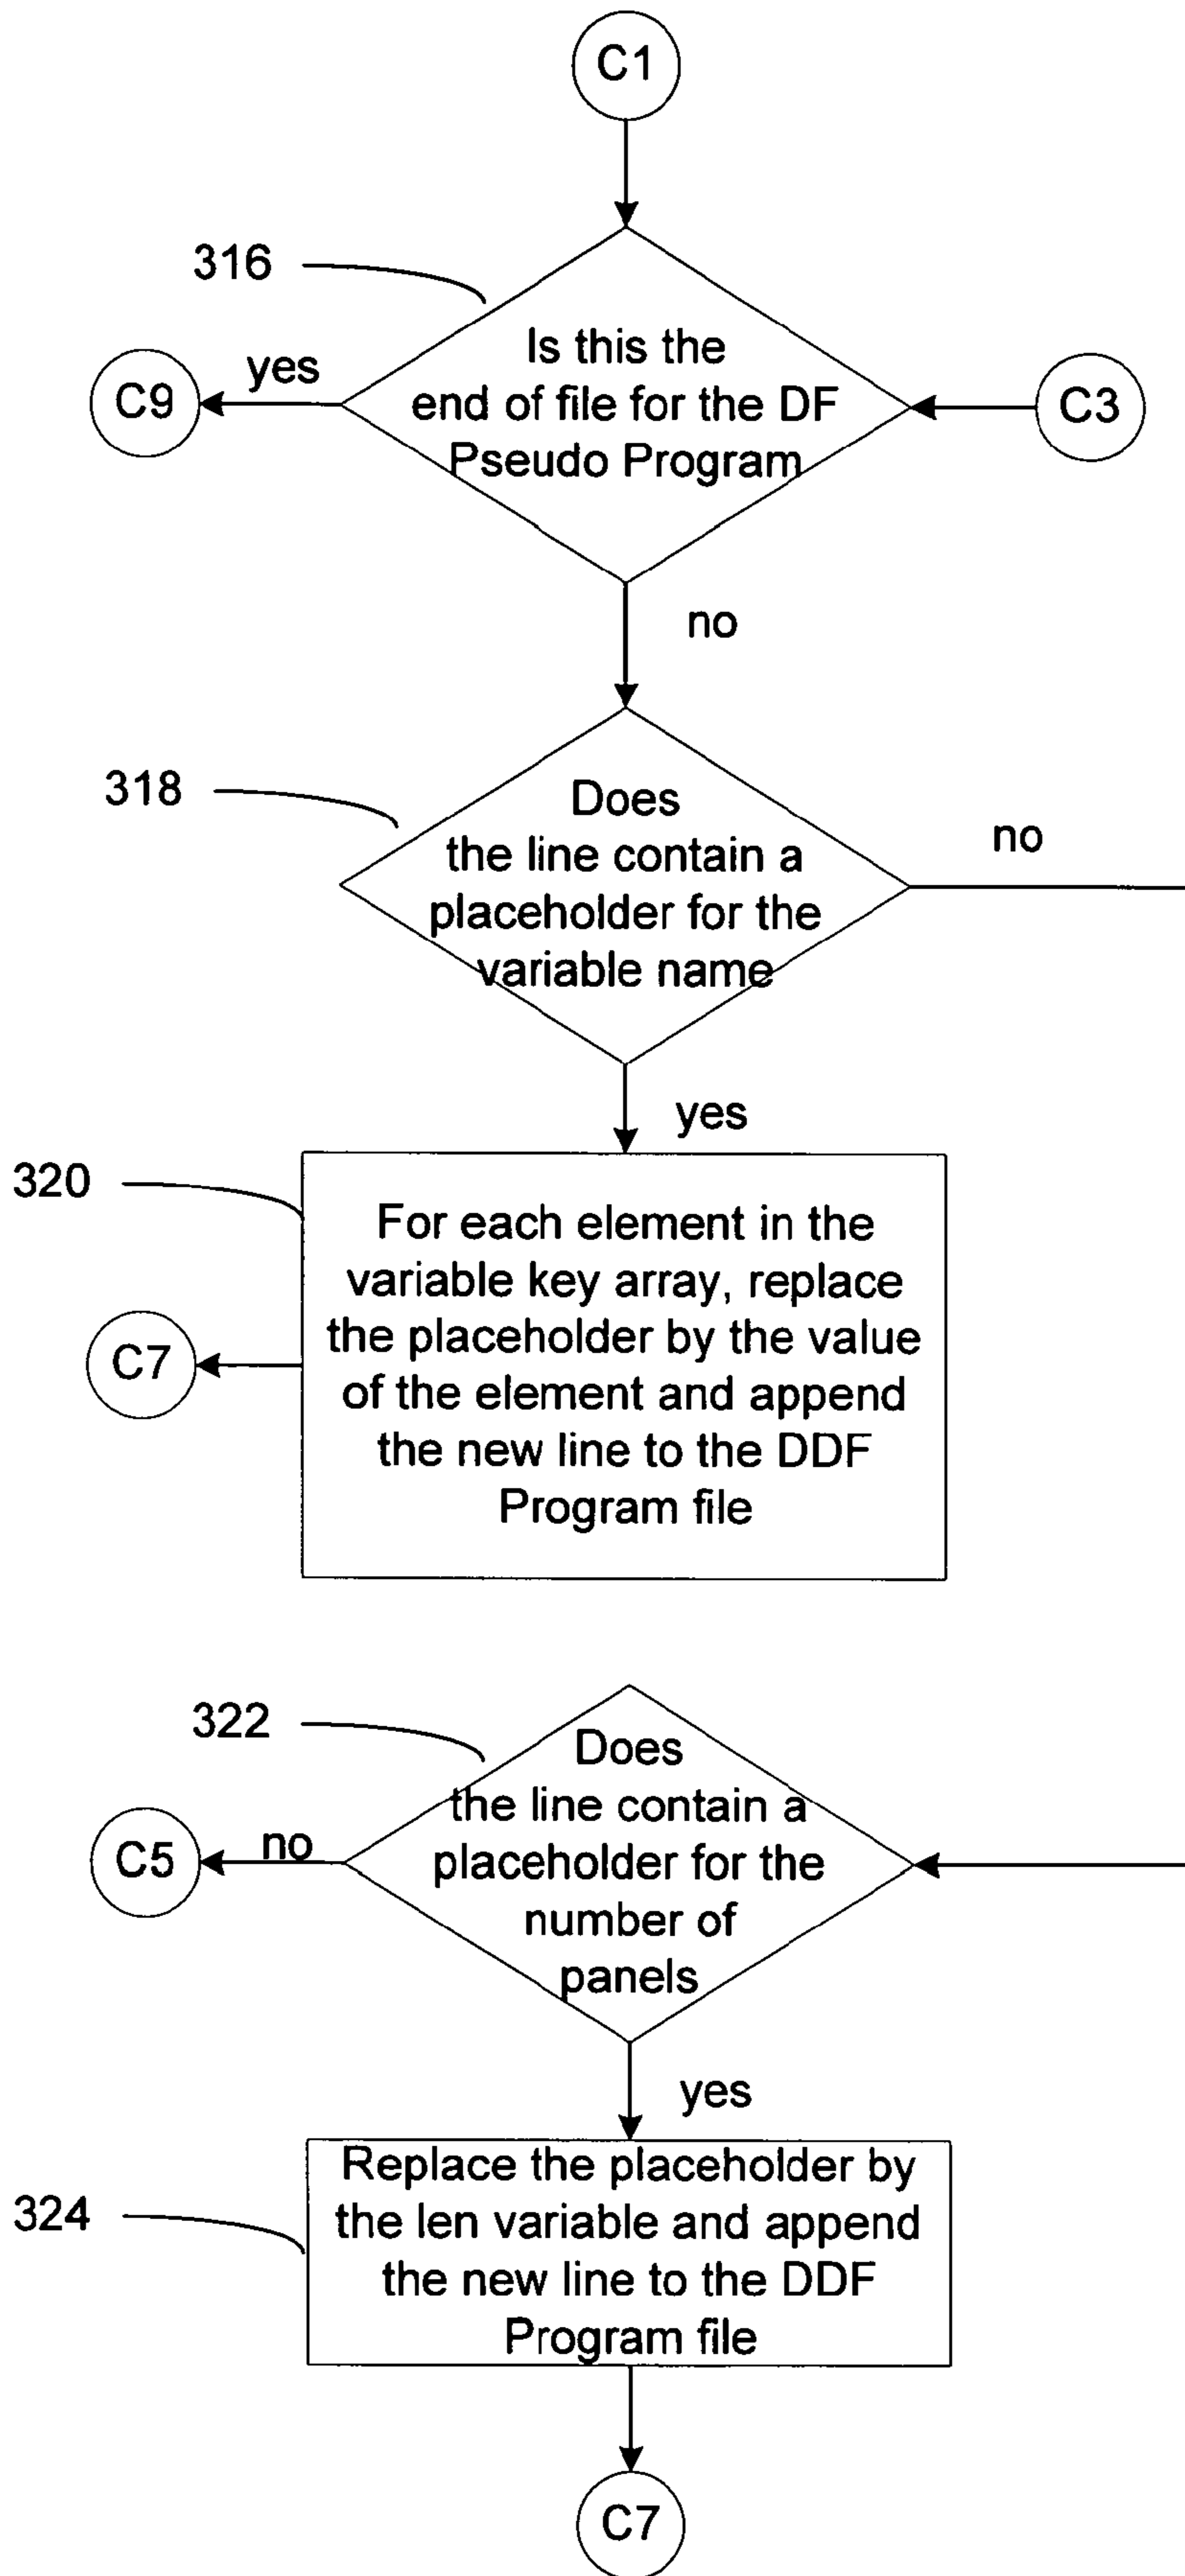 C1
316
Is this the
end of file for the DF
Pseudo Program
yes
C9
C3
no
318
Does
the line contain a
placeholder for the
variable name
no
yes
320
For each element in the
variable key array, replace
the placeholder by the value
of the element and append
the new line to the DDF
Program file
C7
322
Does
the line contain a
placeholder for the
number of
panels
no
C5
yes
324
Replace the placeholder by
the len variable and append
the new line to the DDF
Program file
C7